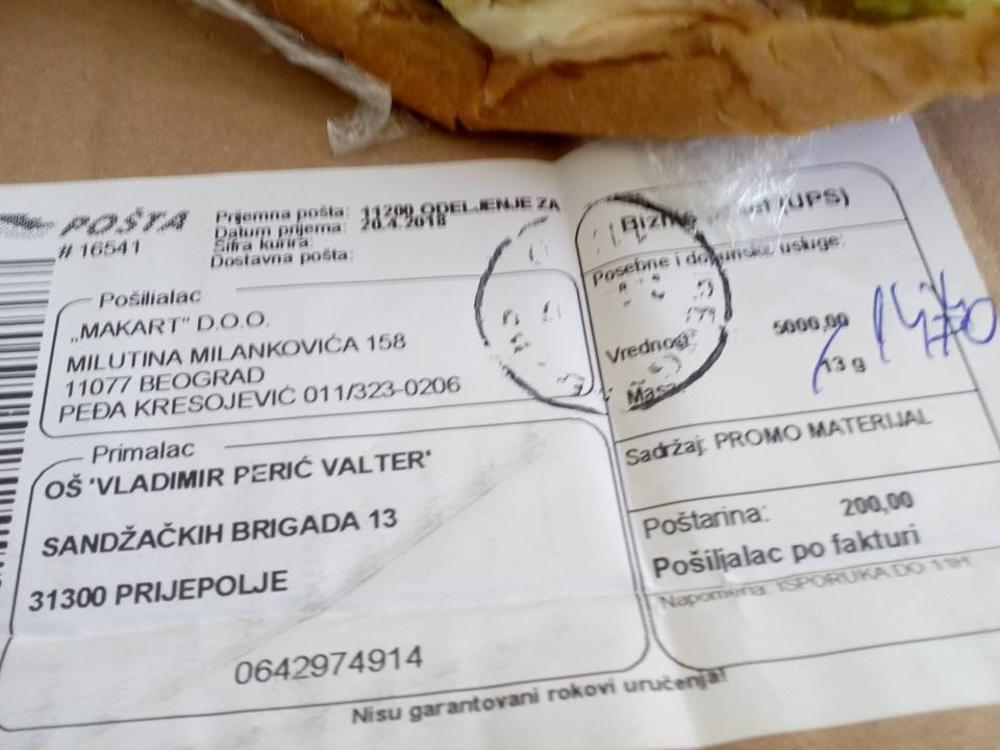 POŠTA
# 16541
Prijemna pošta: 11200 ODELJENJE ZA
Datum prijema: 20.4.2018
Šifra kurira:
Dostavna pošta:
Pošilialac
„MAKART" D.O.O.
MILUTINA MILANKOVIĆA 158
11077 BEOGRAD
PEĐA KRESOJEVIĆ 011/323-0206
Primalac
OŠ 'VLADIMIR PERIĆ VALTER'
SANDŽAČKIH BRIGADA 13
31300 PRIJEPOLJE
0642974914
(UPS)
Posebne i dopunske usluge:
Vrednost 5000,00
Masa 13 g
Sadržaj: PROMO MATERIJAL
Poštarina: 200,00
Pošiljalac po fakturi
Napomena: ISPORUKA DO 11H
Nisu garantovani rokovi uručenja!